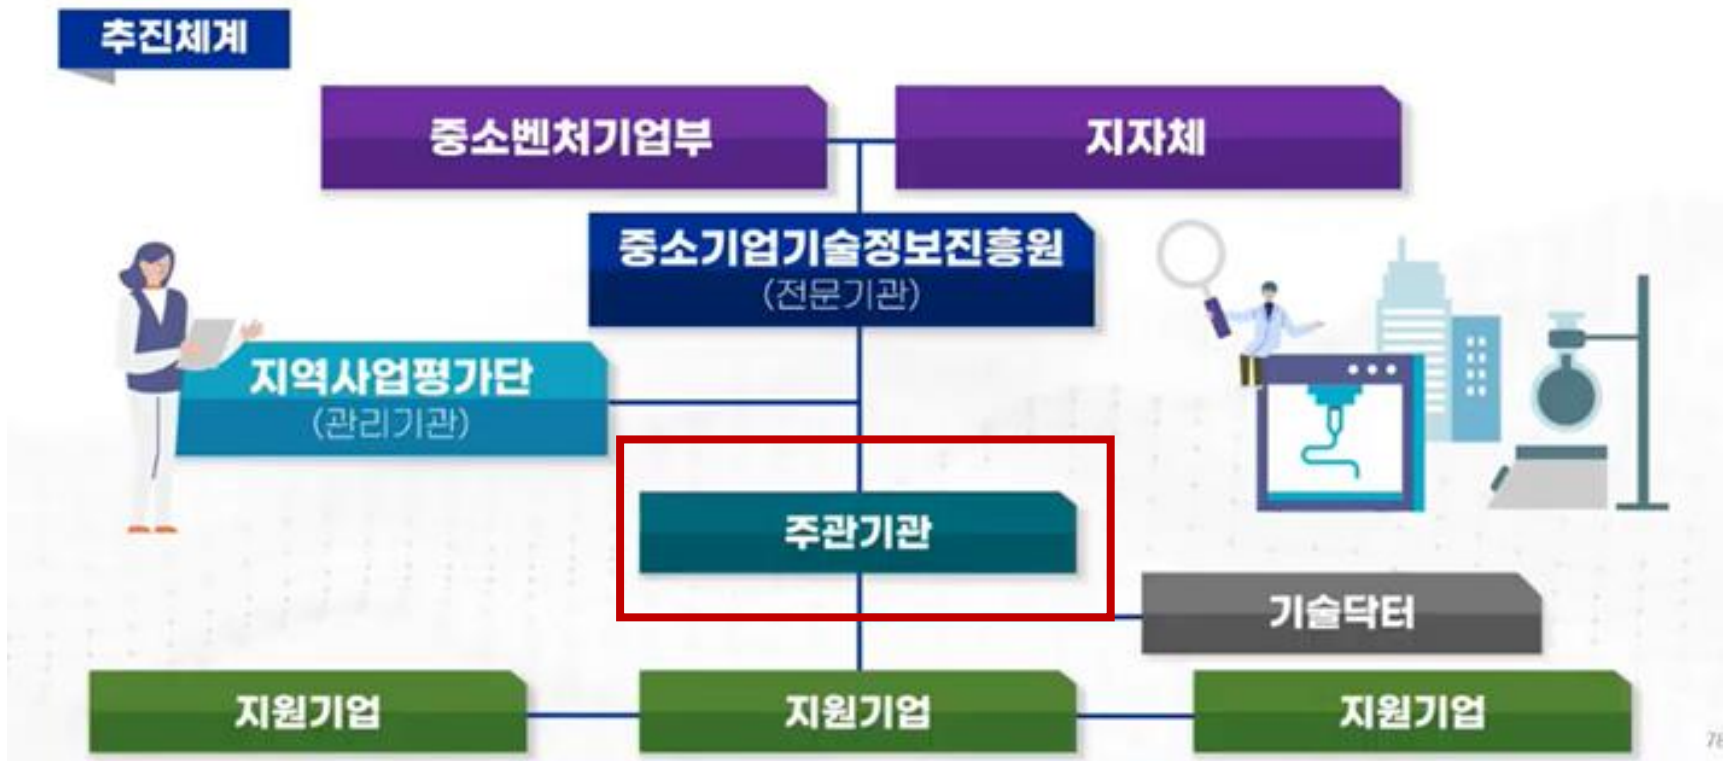 추진체계
중소벤처기업부
지자체
중소기업기술정보진흥원
(전문기관)
지역사업평가단
(관리기관)
주관기관
기술닥터
지원기업
지원기업
지원기업